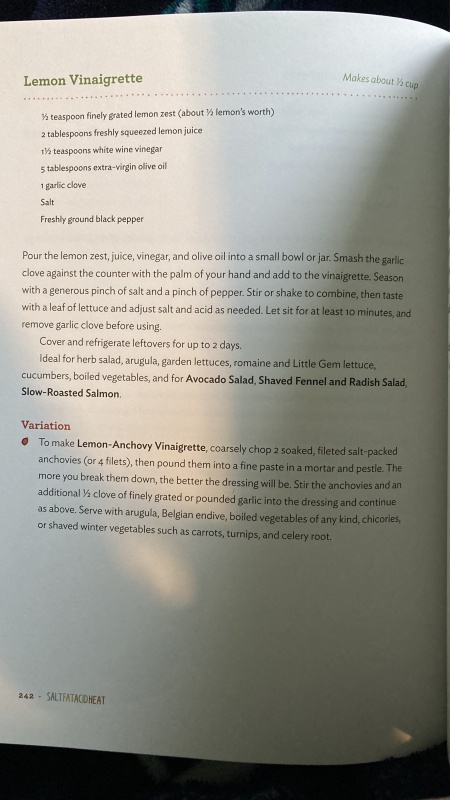 Lemon Vinaigrette
Makes about ½ cup
½ teaspoon finely grated lemon zest (about ½ lemon's worth)
2 tablespoons freshly squeezed lemon juice
1½ teaspoons white wine vinegar
5 tablespoons extra-virgin olive oil
1 garlic clove
Salt
Freshly ground black pepper
Pour the lemon zest, juice, vinegar, and olive oil into a small bowl or jar. Smash the garlic
clove against the counter with the palm of your hand and add to the vinaigrette. Season
with a generous pinch of salt and a pinch of pepper. Stir or shake to combine, then taste
with a leaf of lettuce and adjust salt and acid as needed. Let sit for at least 10 minutes, and
remove garlic clove before using.
Cover and refrigerate leftovers for up to 2 days.
Ideal for herb salad, arugula, garden lettuces, romaine and Little Gem lettuce,
cucumbers, boiled vegetables, and for Avocado Salad, Shaved Fennel and Radish Salad,
Slow-Roasted Salmon.
Variation
To make Lemon-Anchovy Vinaigrette, coarsely chop 2 soaked, fileted salt-packed
anchovies (or 4 filets), then pound them into a fine paste in a mortar and pestle. The
more you break them down, the better the dressing will be. Stir the anchovies and an
additional ½ clove of finely grated or pounded garlic into the dressing and continue
as above. Serve with arugula, Belgian endive, boiled vegetables of any kind, chicories,
or shaved winter vegetables such as carrots, turnips, and celery root.
242 - SALTFATACIDHEAT